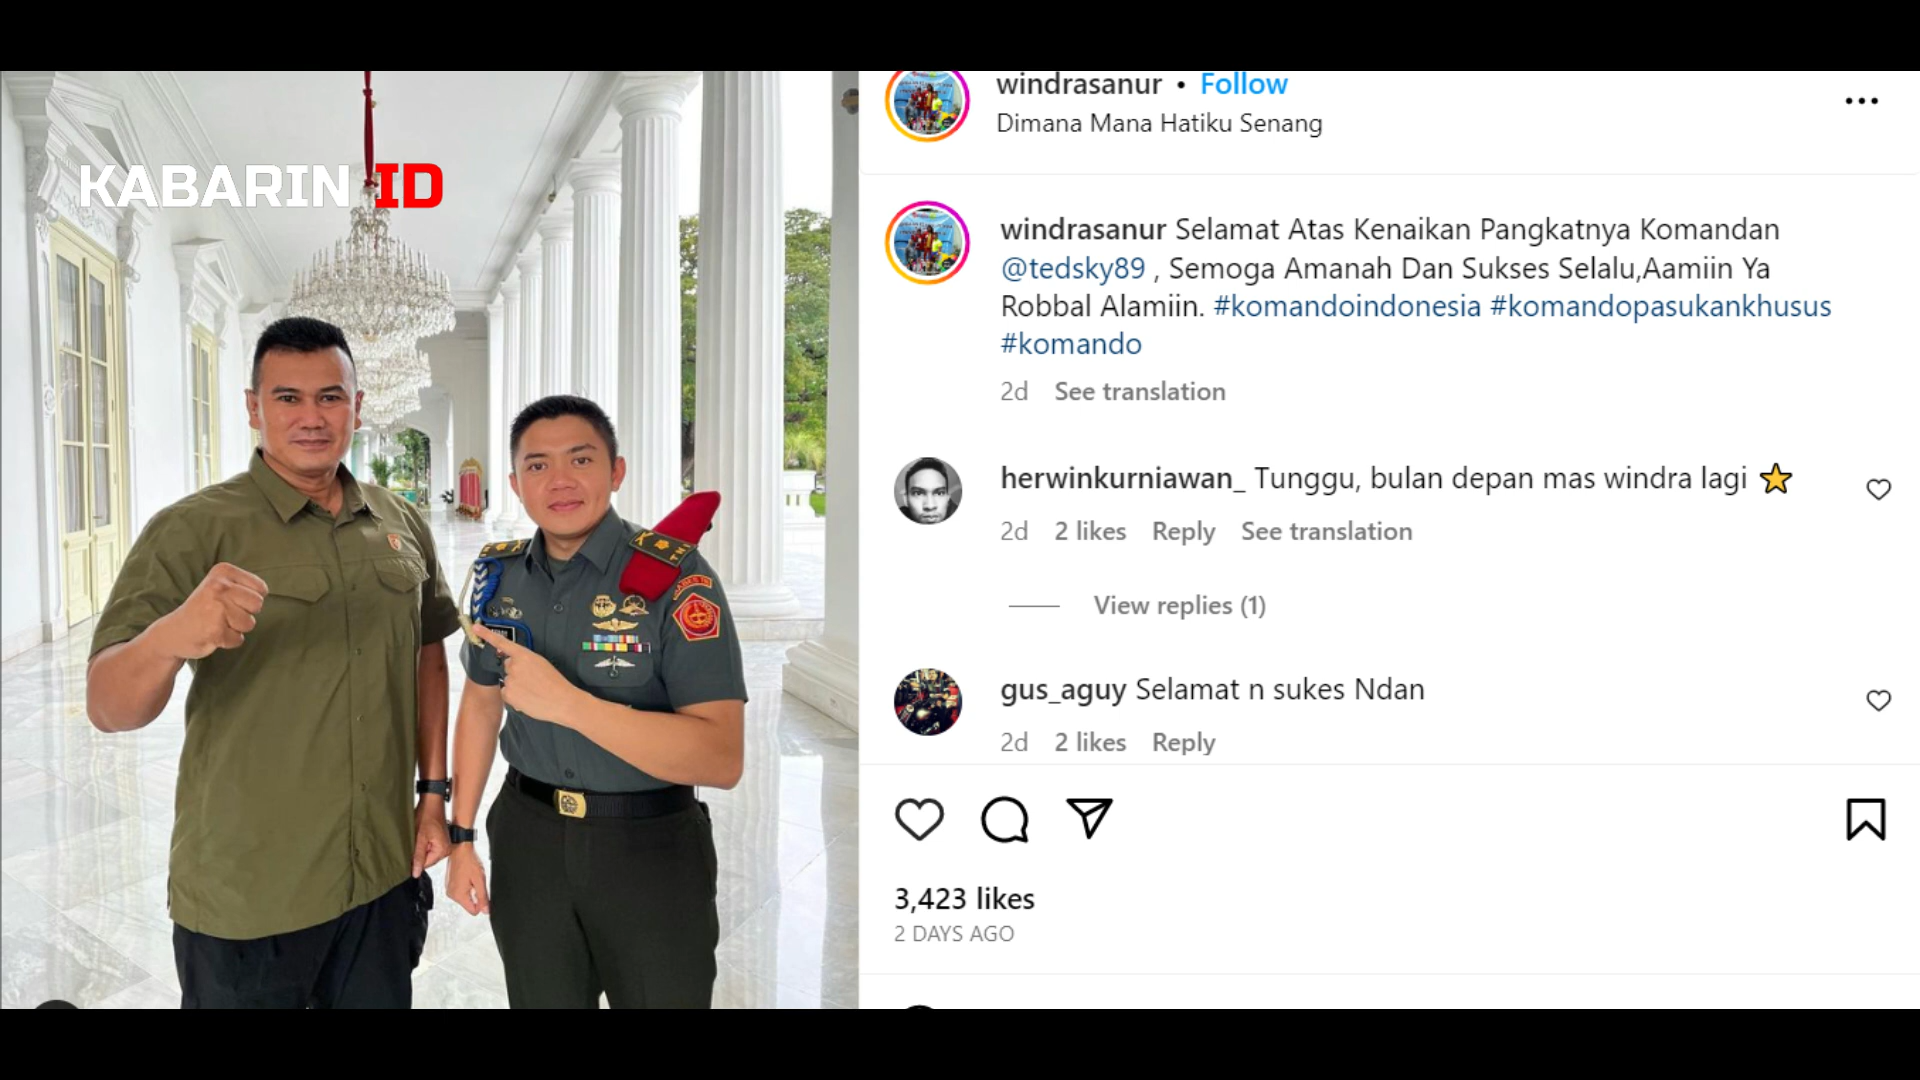 KABARIN ID
windrasanur • Follow
Dimana Mana Hatiku Senang
windrasanur Selamat Atas Kenaikan Pangkatnya Komandan
@tedsky89 , Semoga Amanah Dan Sukses Selalu,Aamiin Ya
Robbal Alamiin. #komandoindonesia #komandopasukankhusus
#komando
2d See translation
herwinkurniawan_ Tunggu, bulan depan mas windra lagi ⭐
2d 2 likes Reply See translation
View replies (1)
gus_aguy Selamat n sukes Ndan
2d 2 likes Reply
3,423 likes
2 DAYS AGO